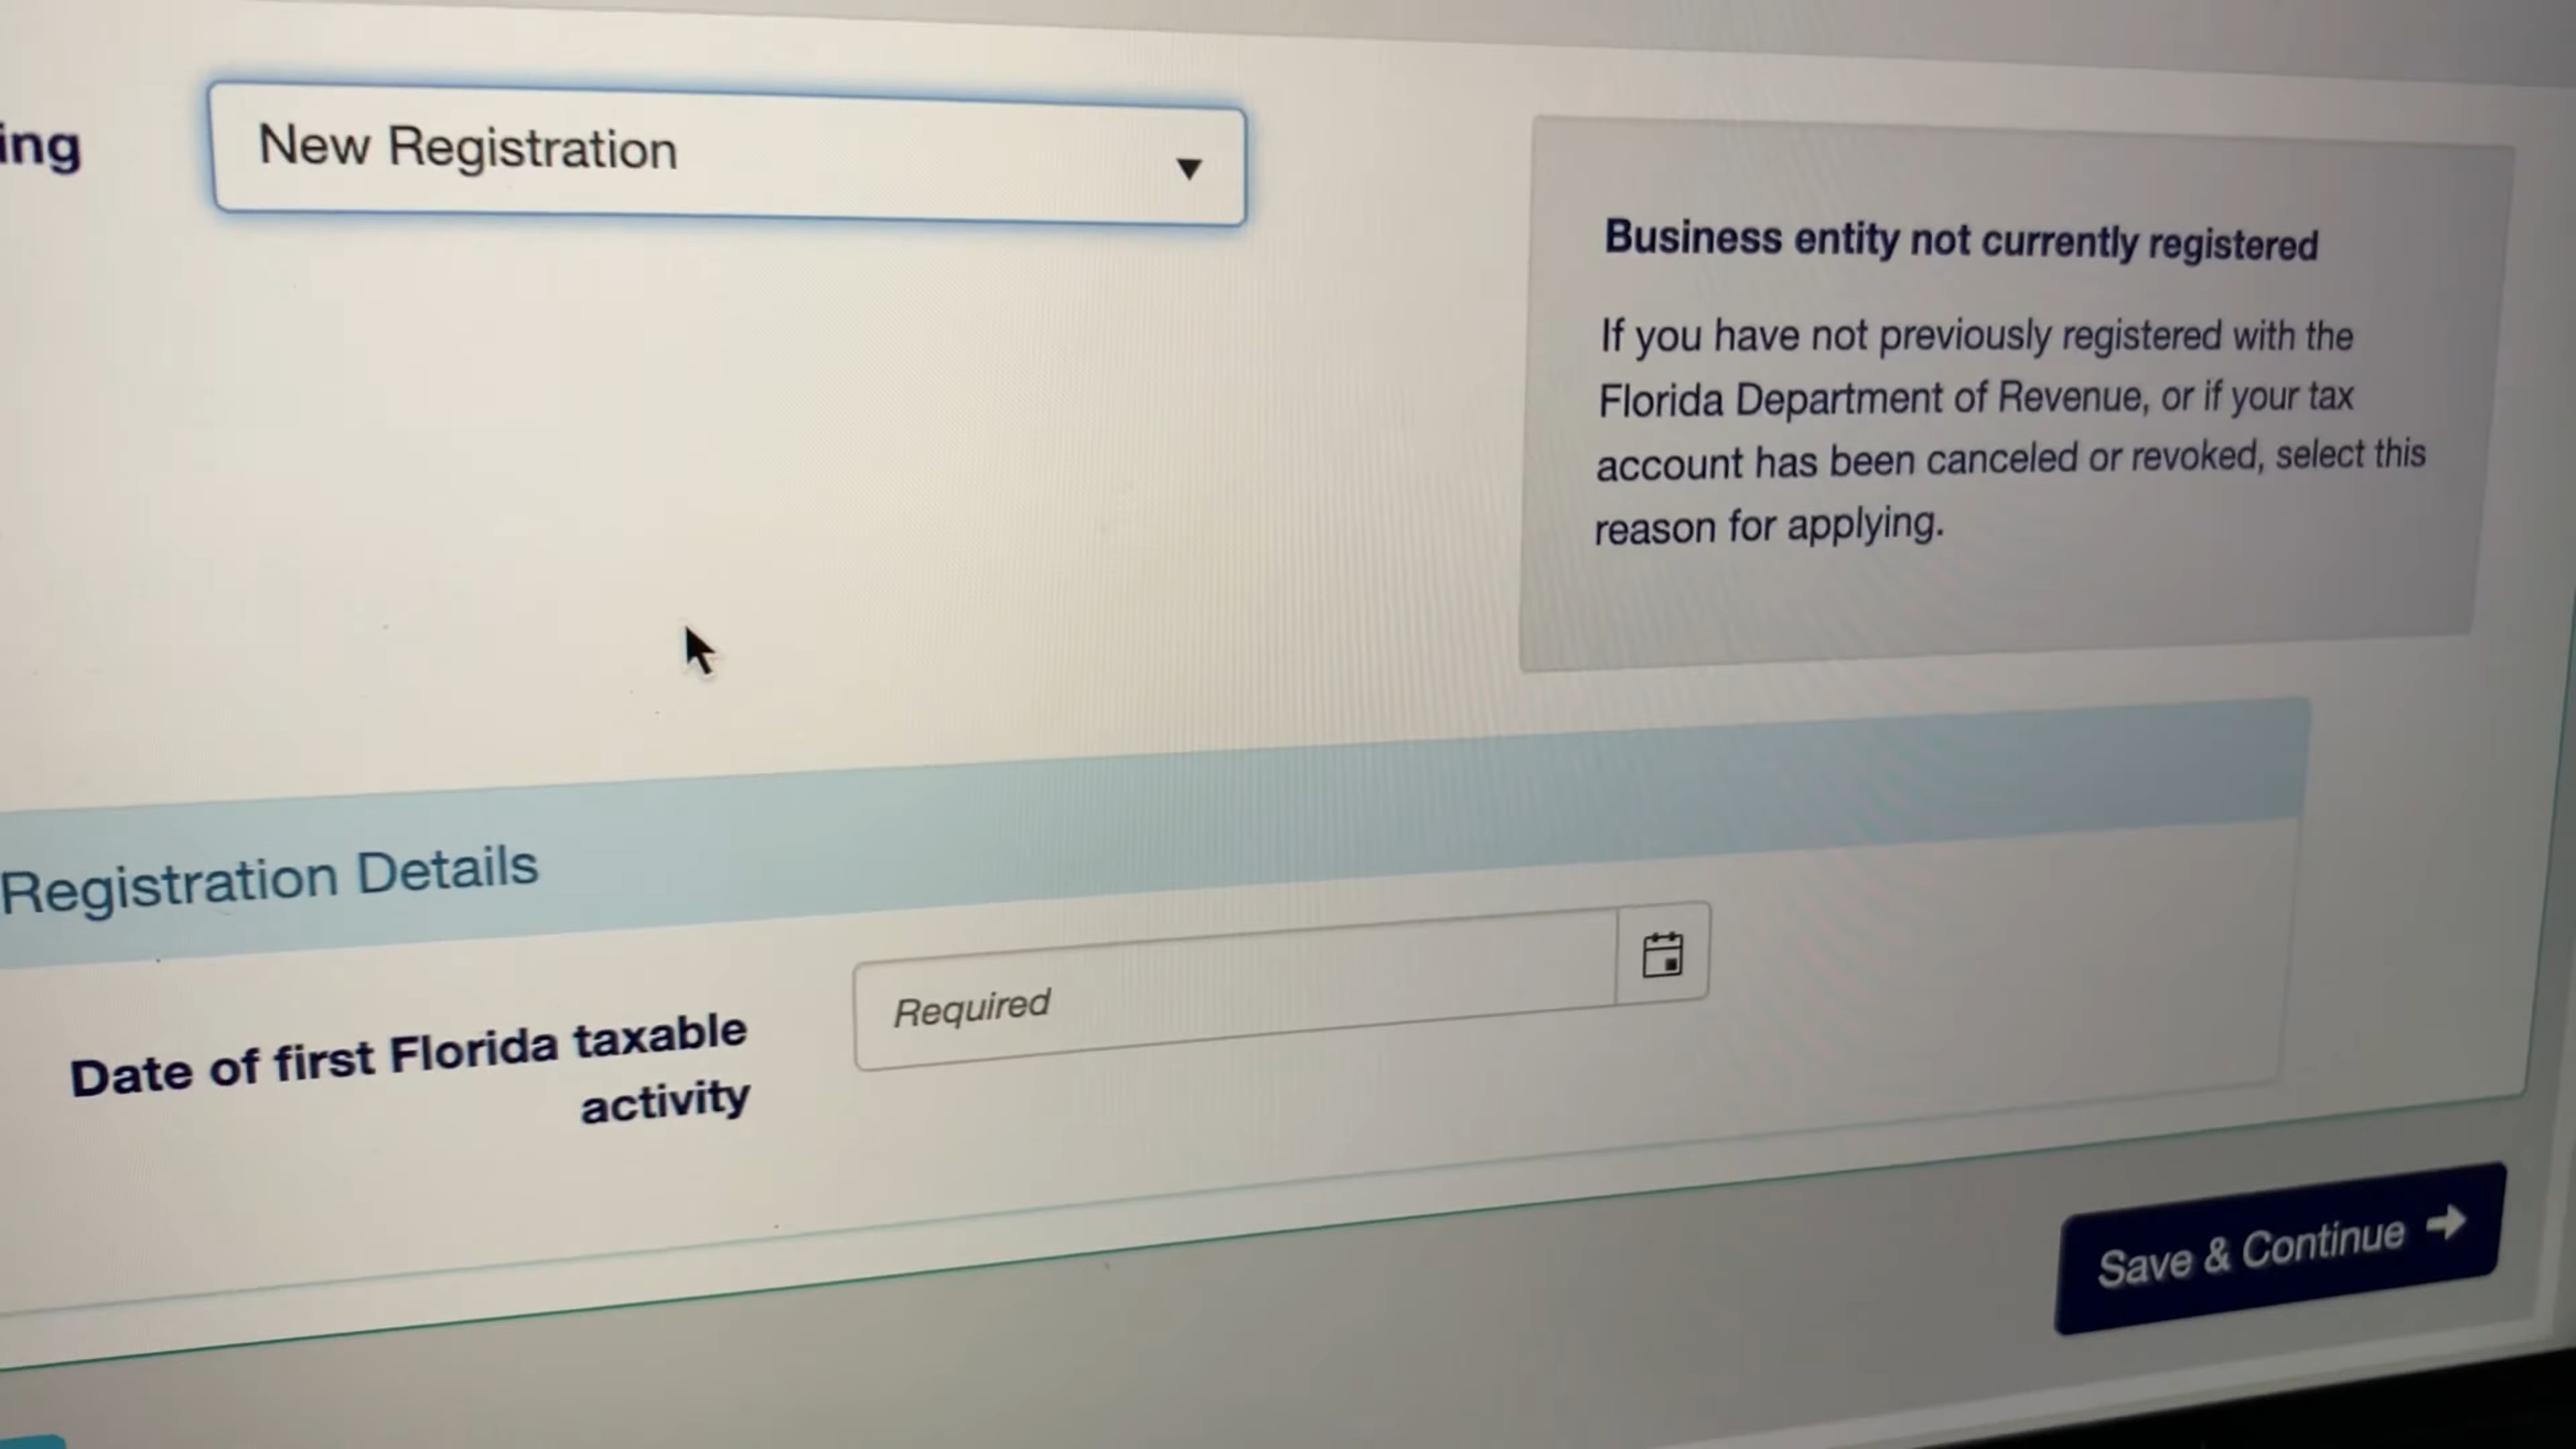 ing
New Registration
Business entity not currently registered
If you have not previously registered with the
Florida Department of Revenue, or if your tax
account has been canceled or revoked, select this
reason for applying.
Registration Details
Date of first Florida taxable
activity
Required
Save & Continue